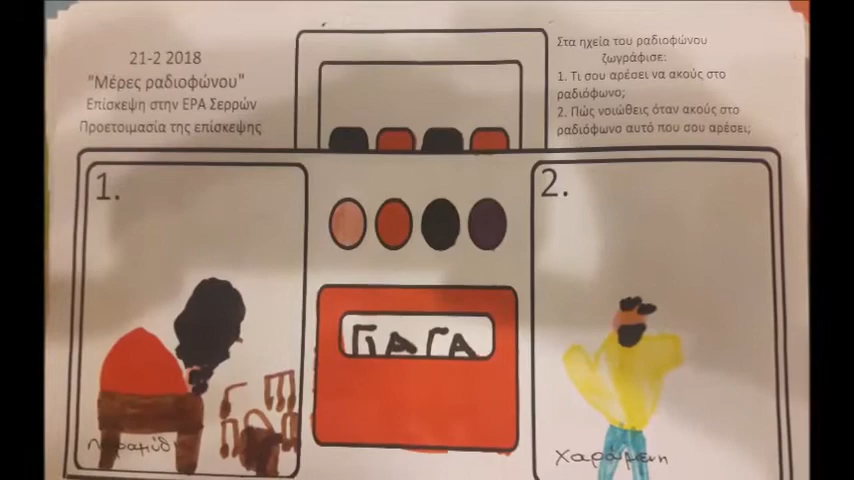 21-2 2018
"Μέρες ραδιοφώνου"
Επίσκεψη στην ΕΡΑ Σερρών
Προετοιμασία της επίσκεψης
Στα ηχεία του ραδιοφώνου
ζωγράφισε:
1. Τι σου αρέσει να ακούς στο
ραδιόφωνο;
2. Πώς νοιώθεις όταν ακούς στο
ραδιόφωνο αυτό που σου αρέσει;
1.
2.
ΓΙΑΓΑ
Παραμύθι
Χαρούμενη